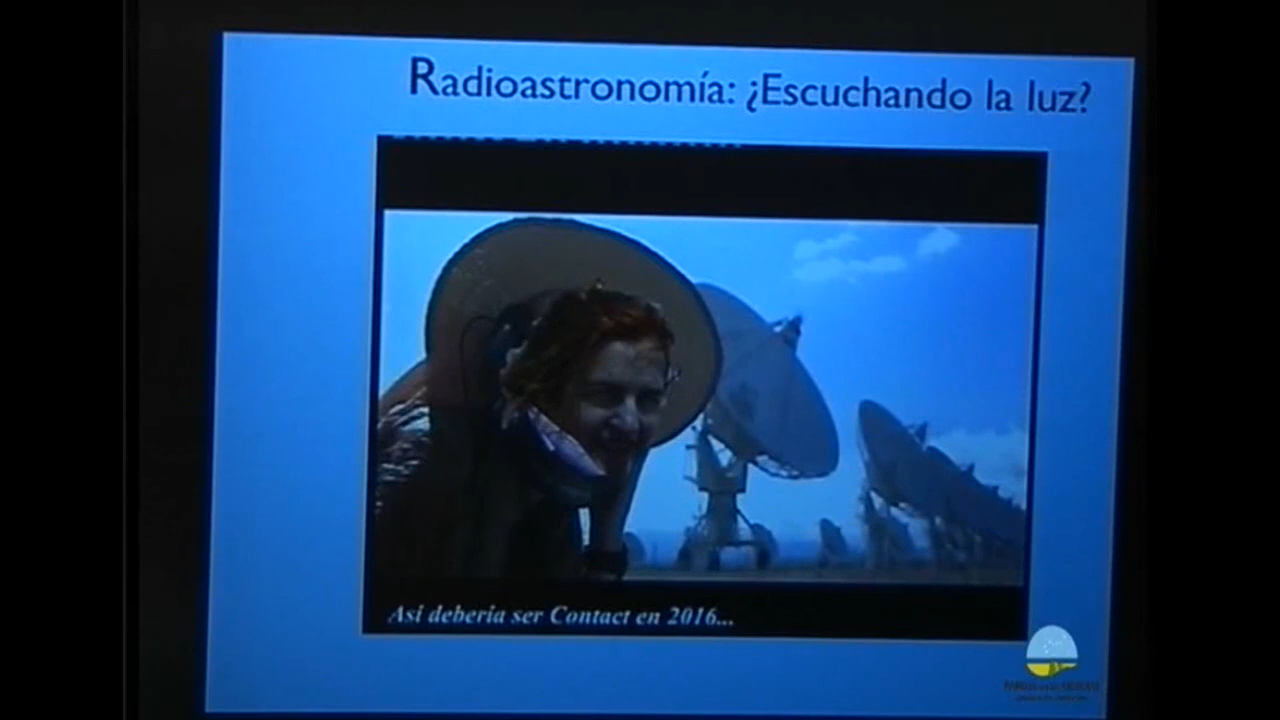 Radioastronomía: ¿Escuchando la luz?
Así debería ser Contact en 2016...